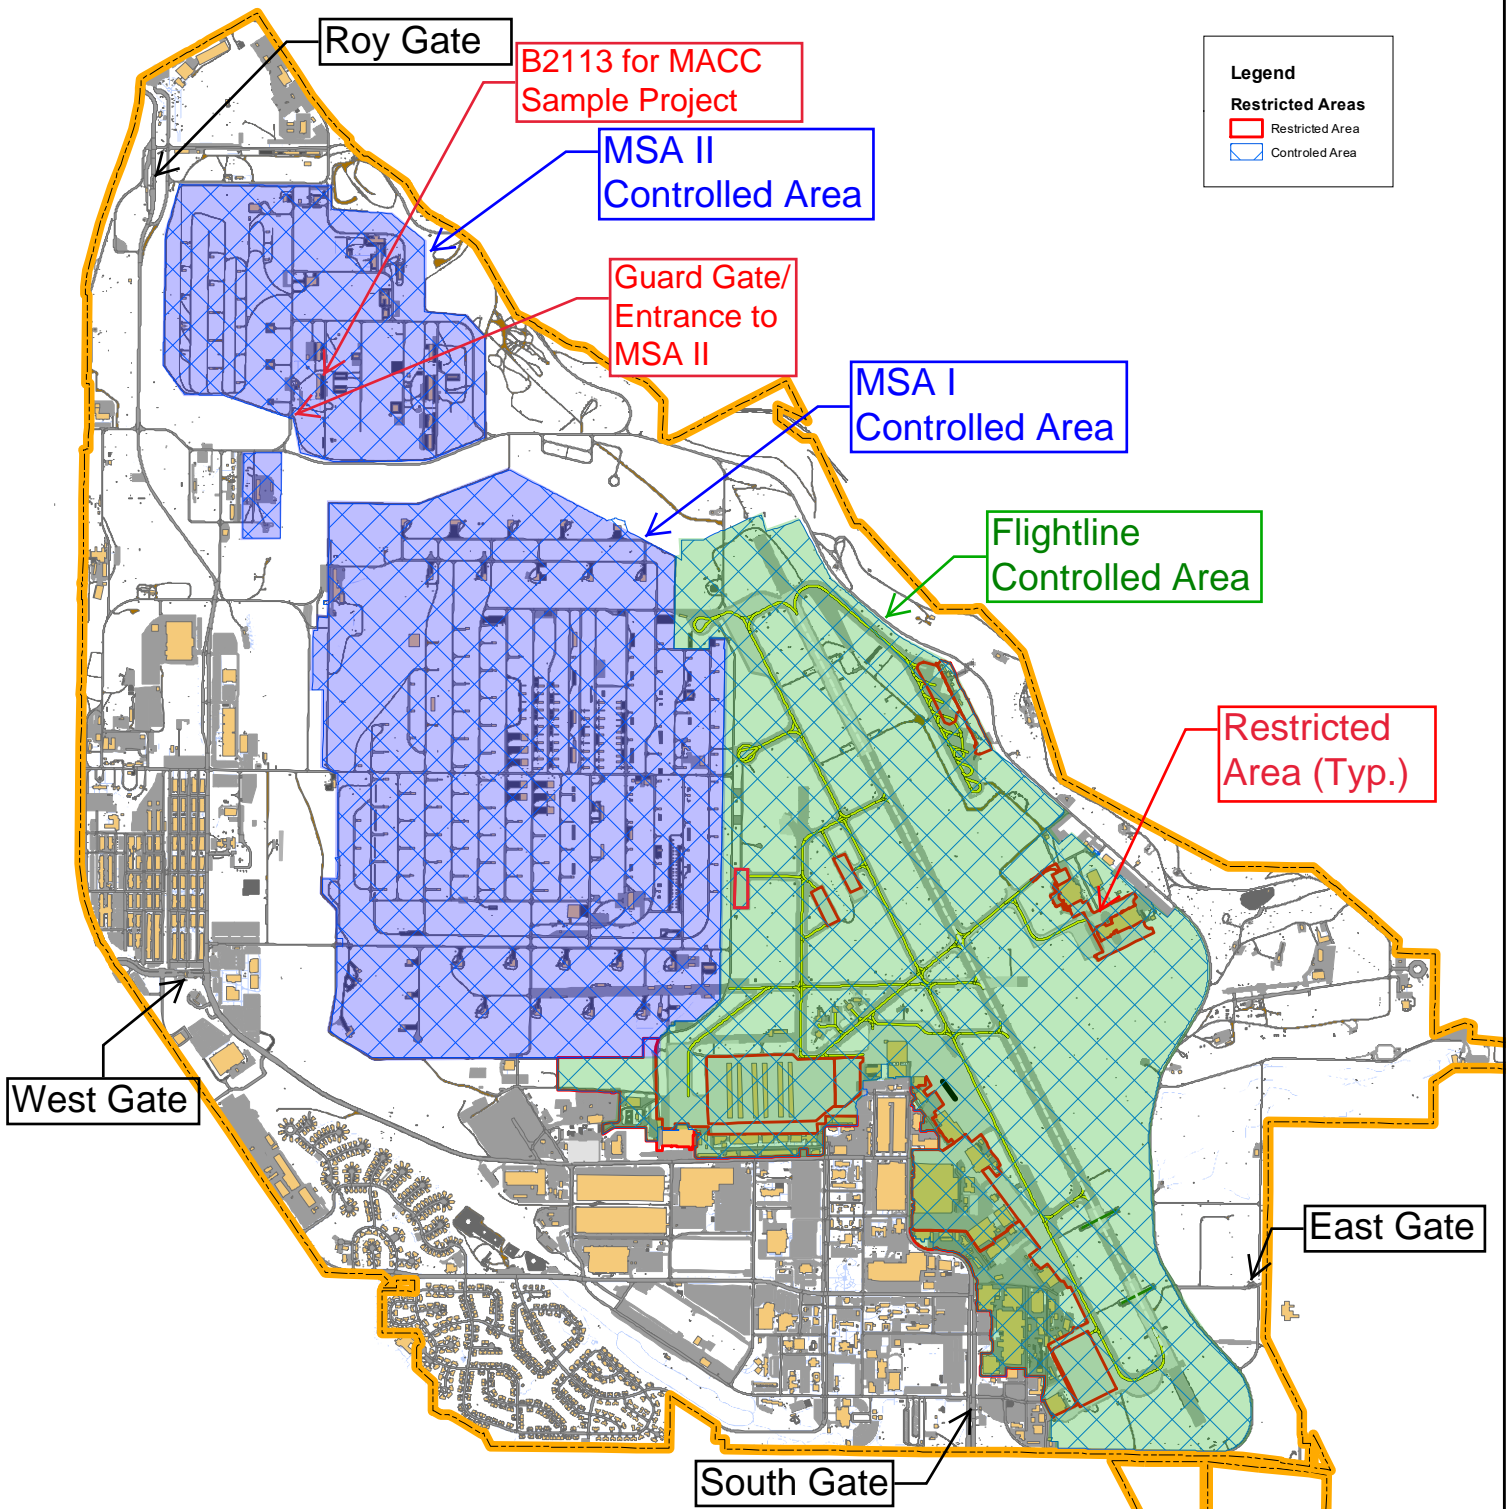 Roy Gate
B2113 for MACC
Sample Project
MSA II
Controlled Area
Legend
Restricted Areas
Restricted Area
Controled Area
Guard Gate/
Entrance to
MSA II
MSA I
Controlled Area
Flightline
Controlled Area
Restricted
Area (Typ.)
West Gate
East Gate
South Gate